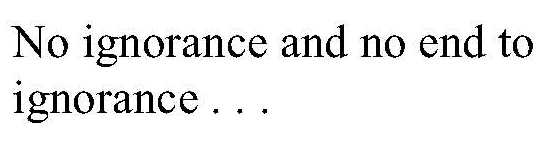 No ignorance and no end to
ignorance . . .